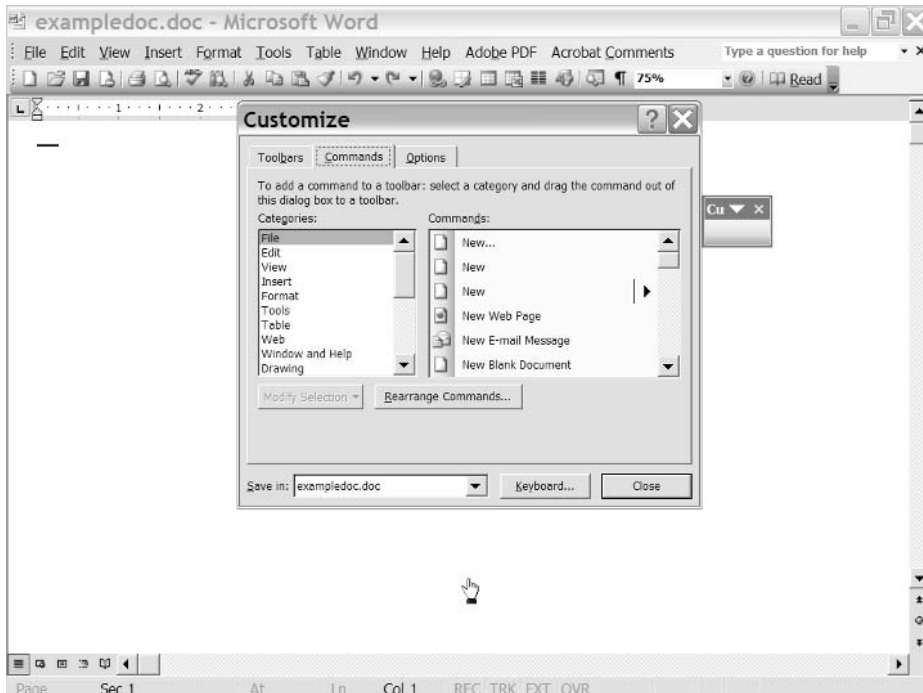 exampledoc.doc - Microsoft Word
File Edit View Insert Format Tools Table Window Help Adobe PDF Acrobat Comments Type a question for help
75% Read
1 2
Customize
Toolbars Commands Options
To add a command to a toolbar: select a category and drag the command out of
this dialog box to a toolbar.
Categories: Commands:
File
Edit
View
Insert
Format
Tools
Table
Web
Window and Help
Drawing
New...
New
New
New Web Page
New E-mail Message
New Blank Document
Cu
Modify Selection Rearrange Commands...
Save in: exampledoc.doc Keyboard... Close
Page Sec 1 At Ln Col 1 REC TRK EXT OVR